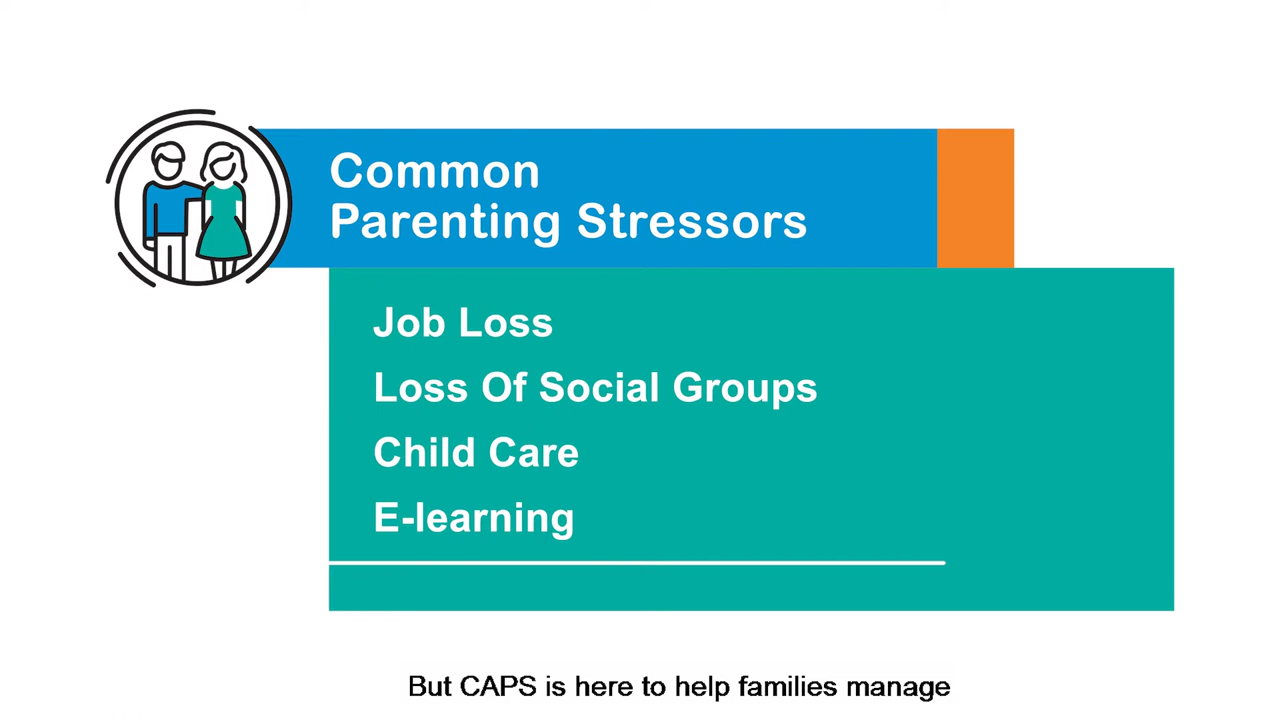 Common
Parenting Stressors
Job Loss
Loss Of Social Groups
Child Care
E-learning
But CAPS is here to help families manage